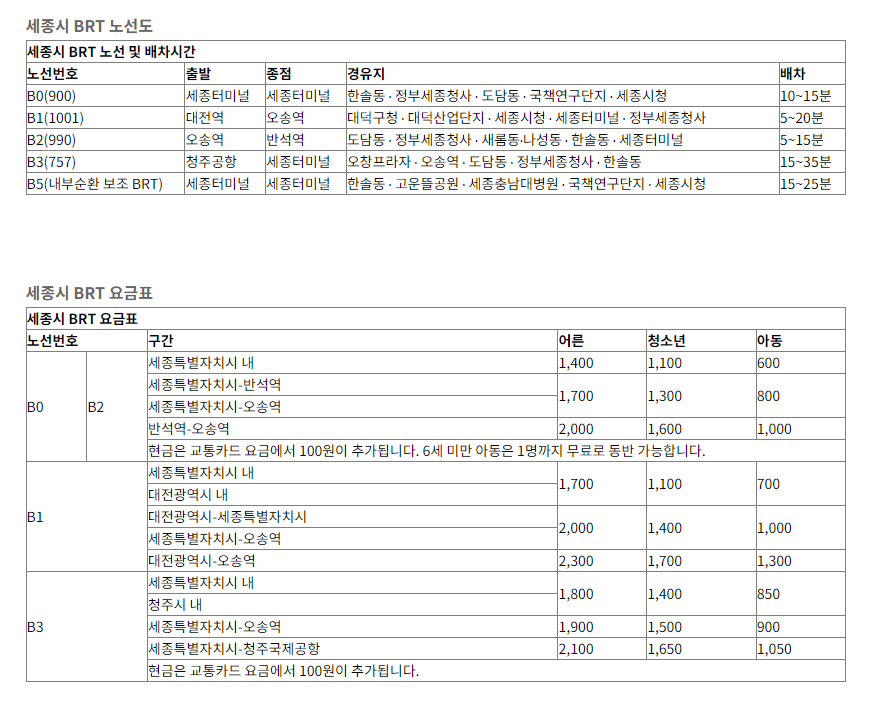 세종시 BRT 노선도
세종시 BRT 노선 및 배차시간
노선번호 출발 종점 경유지 배차
B0(900) 세종터미널 세종터미널 한솔동 · 정부세종청사 · 도담동 · 국책연구단지 · 세종시청 10~15분
B1(1001) 대전역 오송역 대덕구청 · 대덕산업단지 · 세종시청 · 세종터미널 · 정부세종청사 5~20분
B2(990) 오송역 반석역 도담동 · 정부세종청사 · 새롬동·나성동 · 한솔동 · 세종터미널 5~15분
B3(757) 청주공항 세종터미널 오창프라자 · 오송역 · 도담동 · 정부세종청사 · 한솔동 15~35분
B5(내부순환 보조 BRT) 세종터미널 세종터미널 한솔동 · 고운뜰공원 · 세종충남대병원 · 국책연구단지 · 세종시청 15~25분
세종시 BRT 요금표
세종시 BRT 요금표
노선번호 구간 어른 청소년 아동
세종특별자치시 내 1,400 1,100 600
세종특별자치시-반석역
1,700 1,300 800
B0 B2 세종특별자치시-오송역
반석역-오송역 2,000 1,600 1,000
현금은 교통카드 요금에서 100원이 추가됩니다. 6세 미만 아동은 1명까지 무료로 동반 가능합니다.
세종특별자치시 내
1,700 1,100 700
대전광역시 내
B1 대전광역시-세종특별자치시
2,000 1,400 1,000
세종특별자치시-오송역
대전광역시-오송역 2,300 1,700 1,300
세종특별자치시 내
1,800 1,400 850
청주시 내
B3 세종특별자치시-오송역 1,900 1,500 900
세종특별자치시-청주국제공항 2,100 1,650 1,050
현금은 교통카드 요금에서 100원이 추가됩니다.